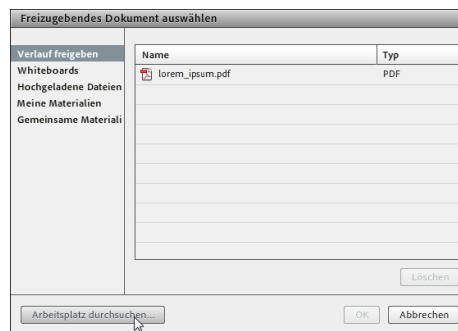 Freizugebendes Dokument auswählen
Verlauf freigeben
Whiteboards
Hochgeladene Dateien
Meine Materialien
Gemeinsame Materiali
Name Typ
lorem_ipsum.pdf PDF
Löschen
Arbeitsplatz durchsuchen... OK Abbrechen